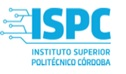 ISPC
INSTITUTO SUPERIOR
POLITÉCNICO CÓRDOBA